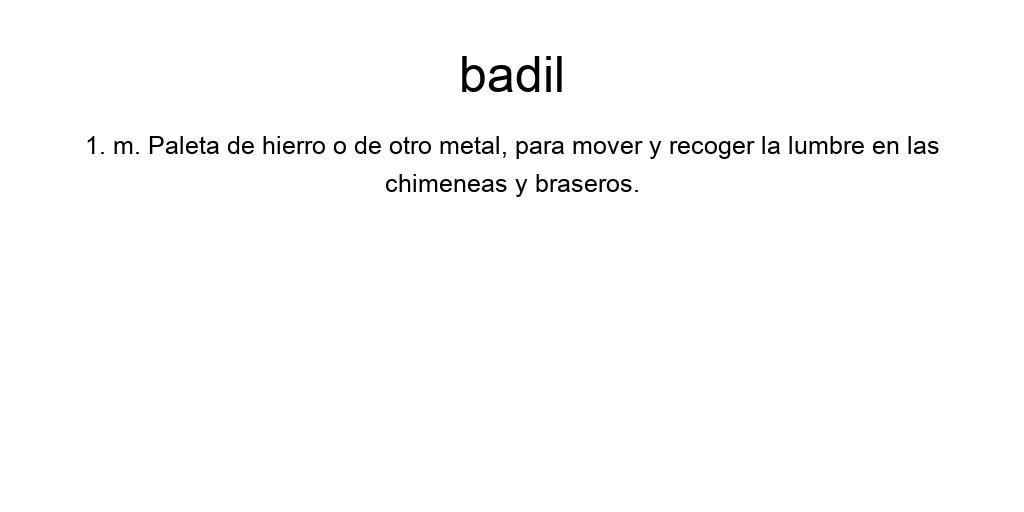 badil
1. m. Paleta de hierro o de otro metal, para mover y recoger la lumbre en las
chimeneas y braseros.